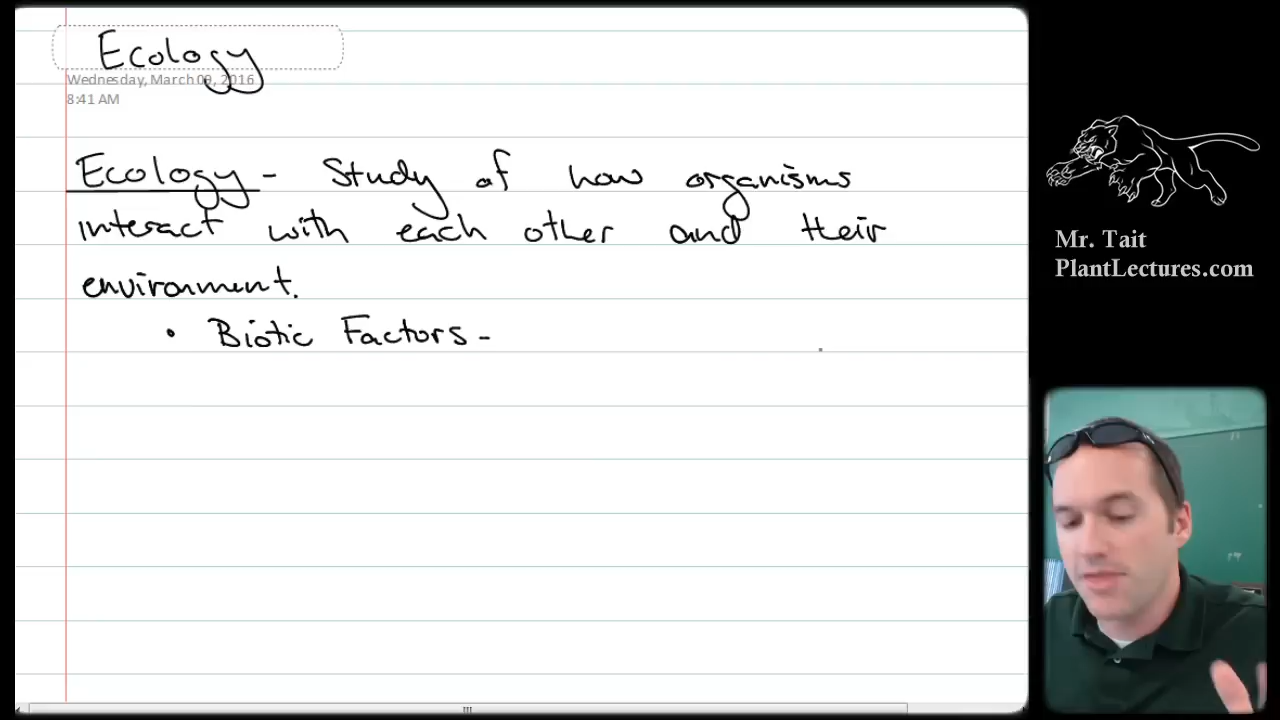 Ecology
Wednesday, March 09, 2016
8:41 AM
Ecology - Study of how organisms
interact with each other and their
environment.
• Biotic Factors -
Mr. Tait
PlantLectures.com